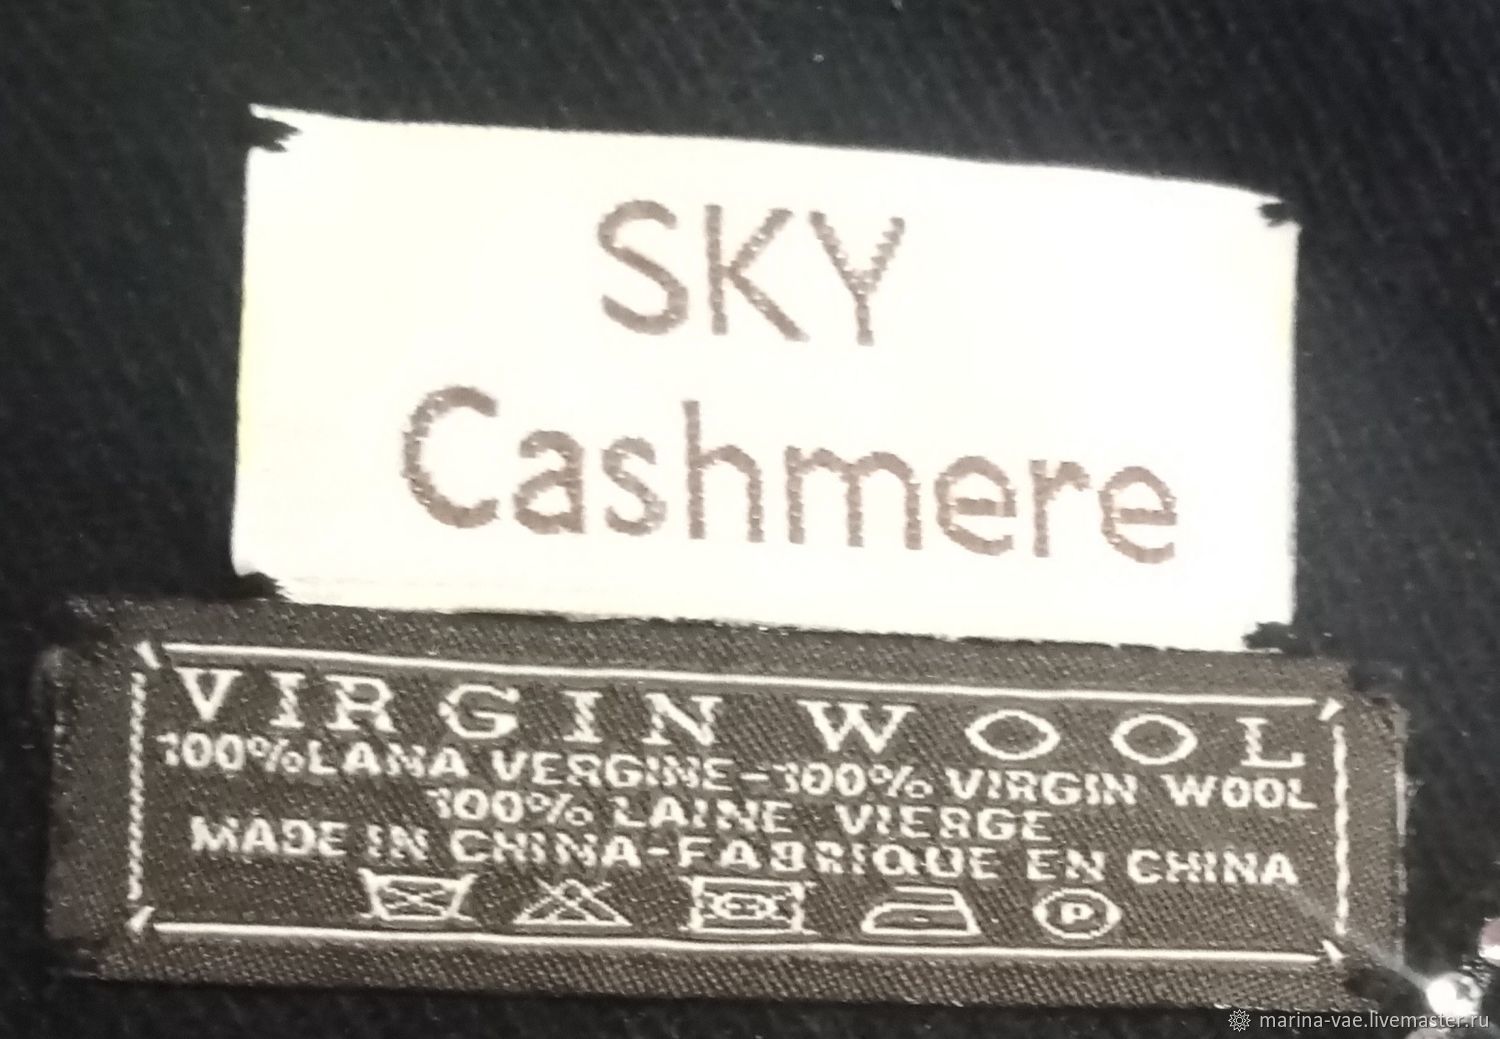 SKY
Cashmere
VIRGIN WOOL
100% LANA VERGINE-100% VIRGIN WOOL
100% LAINE VIERGE
MADE IN CHINA-FABRIQUE EN CHINA
P
marina-vae.livemaster.ru